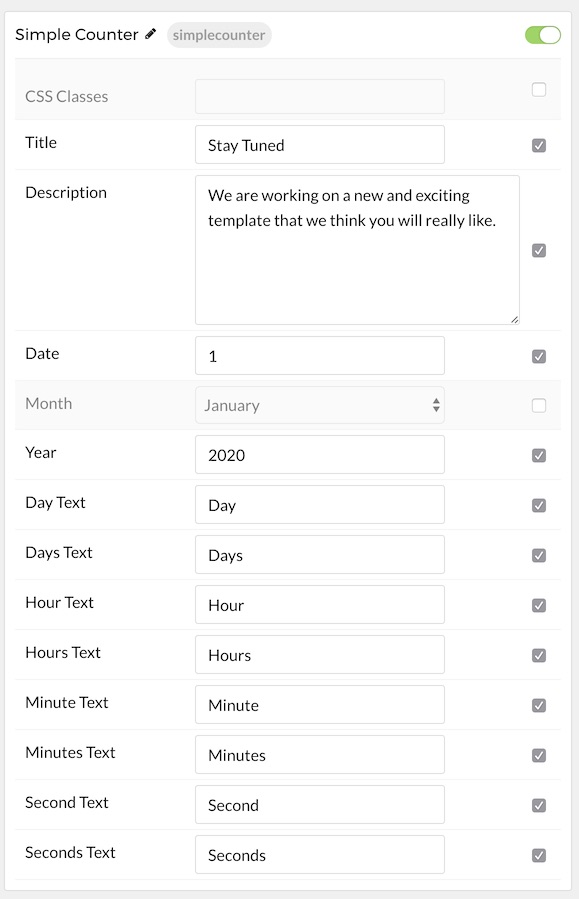 Simple Counter simplecounter
CSS Classes
Title Stay Tuned
Description We are working on a new and exciting
template that we think you will really like.
Date 1
Month January
Year 2020
Day Text Day
Days Text Days
Hour Text Hour
Hours Text Hours
Minute Text Minute
Minutes Text Minutes
Second Text Second
Seconds Text Seconds